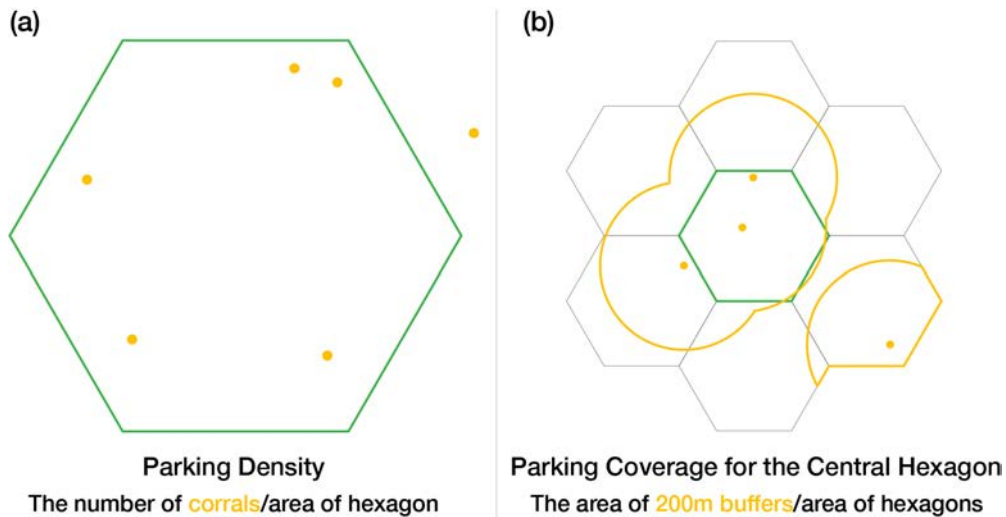 (a)
Parking Density
The number of corrals/area of hexagon
(b)
Parking Coverage for the Central Hexagon
The area of 200m buffers/area of hexagons